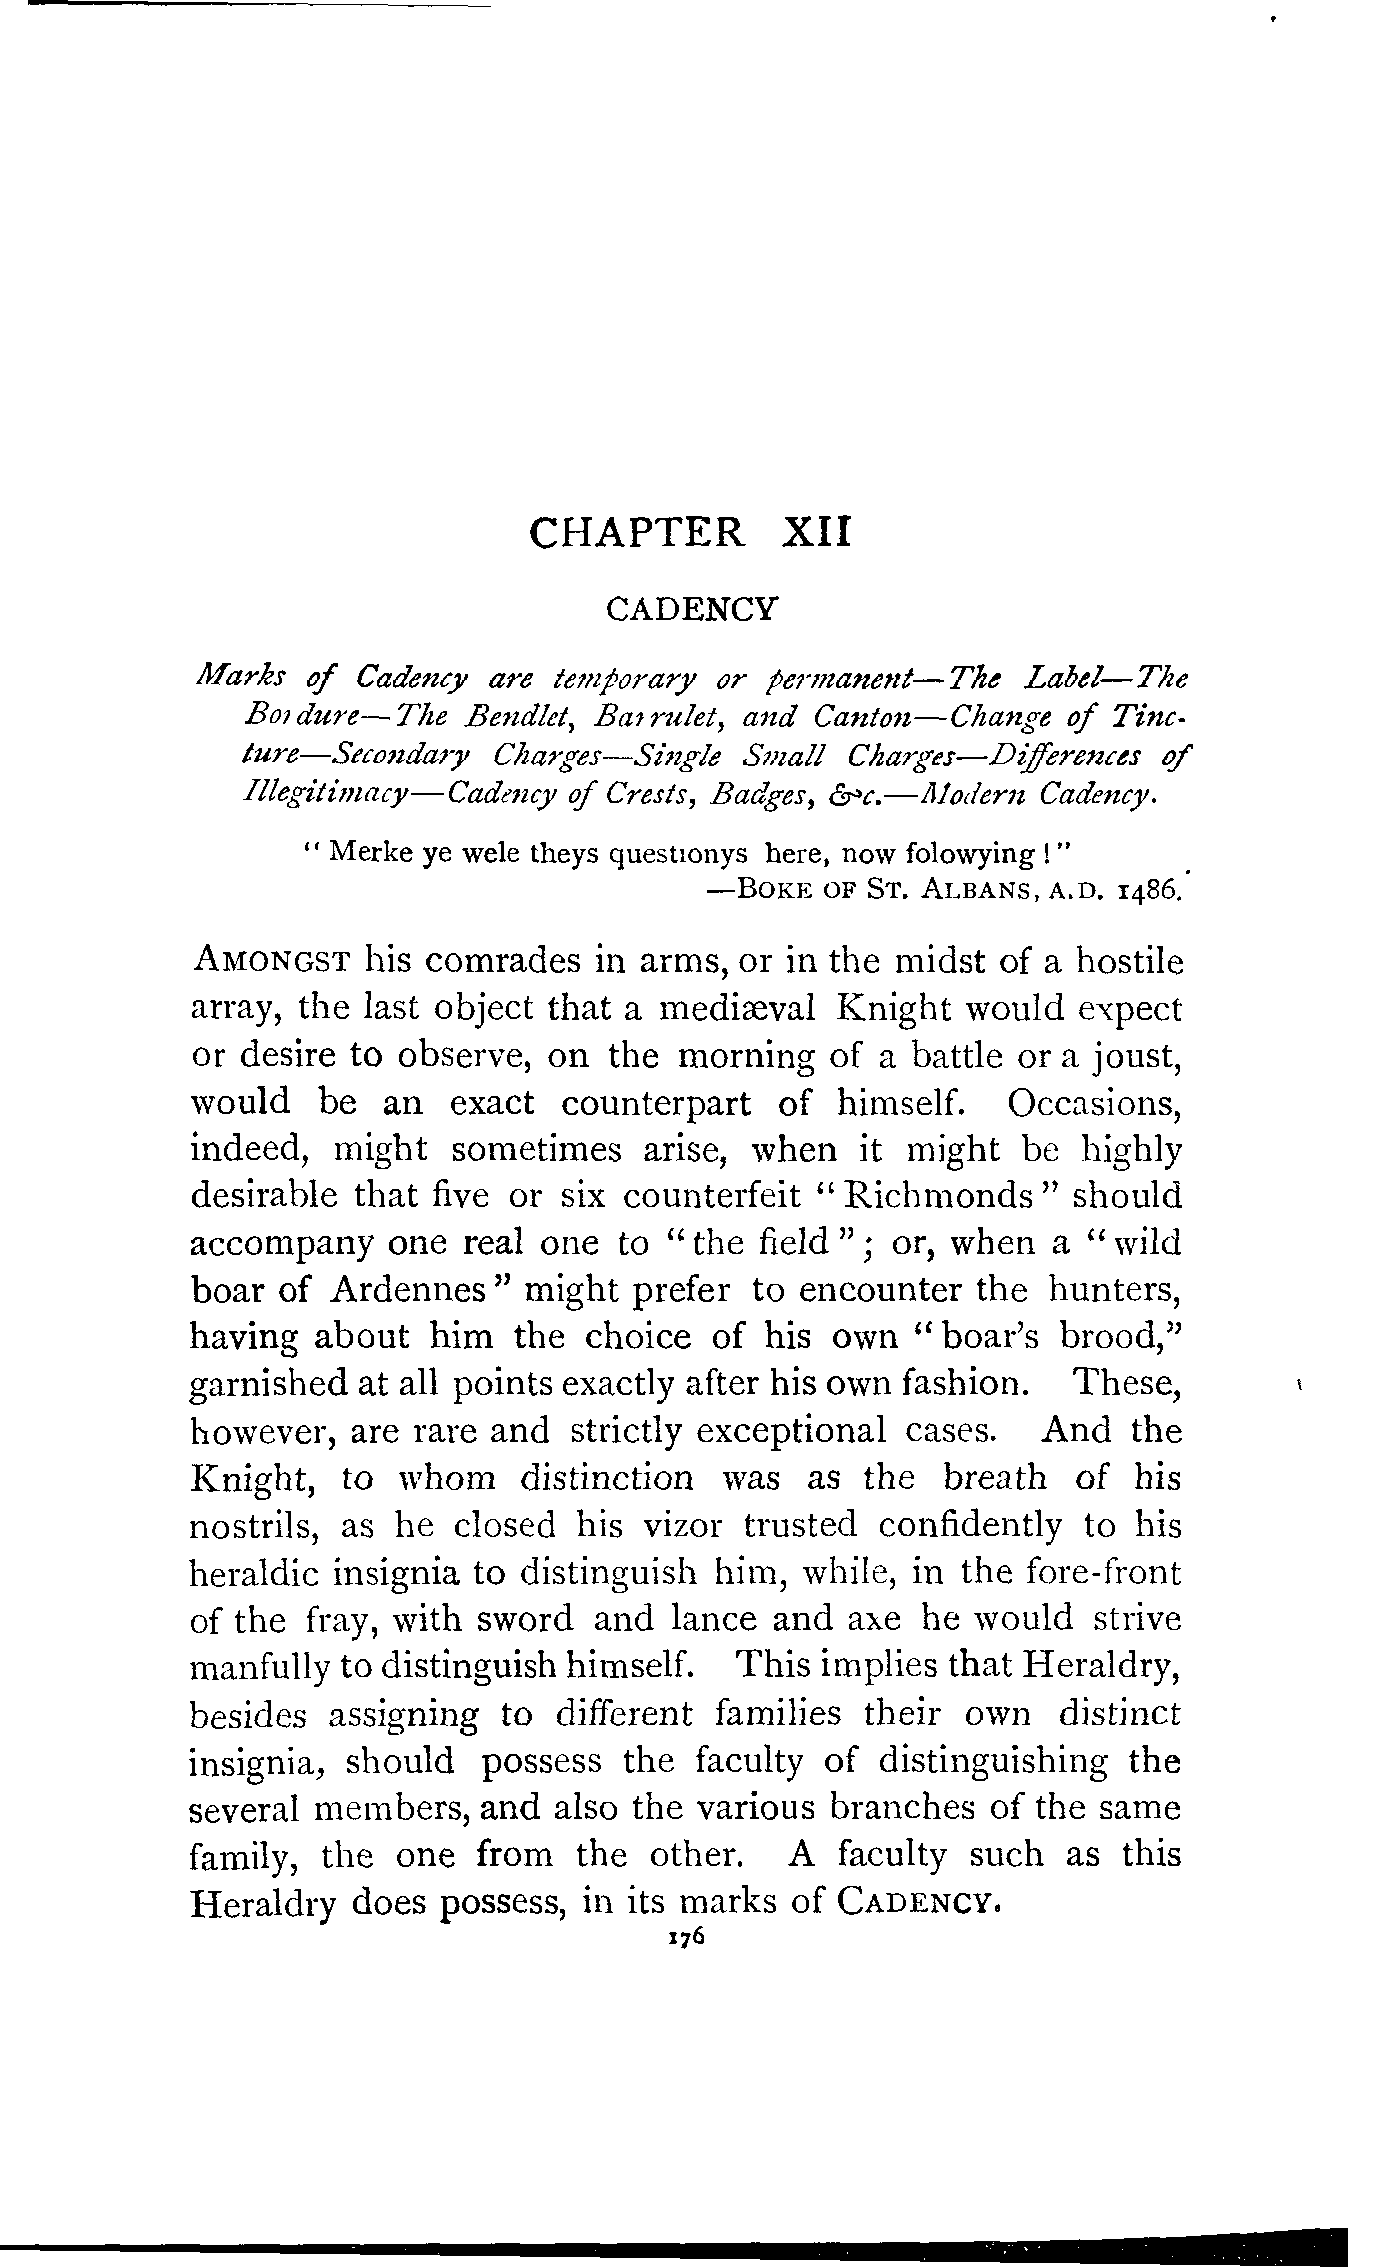 CHAPTER XII
CADENCY
Marks of Cadency are temporary or permanent—The Label—The
Bordure—The Bendlet, Barrulet, and Canton—Change of Tinc-
ture—Secondary Charges—Single Small Charges—Differences of
Illegitimacy—Cadency of Crests, Badges, &c.—Modern Cadency.
"Merke ye wele theys questionys here, now folowying!"
—BOKE OF ST. ALBANS, A.D. 1486.
AMONGST his comrades in arms, or in the midst of a hostile
array, the last object that a mediæval Knight would expect
or desire to observe, on the morning of a battle or a joust,
would be an exact counterpart of himself. Occasions,
indeed, might sometimes arise, when it might be highly
desirable that five or six counterfeit "Richmonds" should
accompany one real one to "the field"; or, when a "wild
boar of Ardennes" might prefer to encounter the hunters,
having about him the choice of his own "boar's brood,"
garnished at all points exactly after his own fashion. These,
however, are rare and strictly exceptional cases. And the
Knight, to whom distinction was as the breath of his
nostrils, as he closed his vizor trusted confidently to his
heraldic insignia to distinguish him, while, in the fore-front
of the fray, with sword and lance and axe he would strive
manfully to distinguish himself. This implies that Heraldry,
besides assigning to different families their own distinct
insignia, should possess the faculty of distinguishing the
several members, and also the various branches of the same
family, the one from the other. A faculty such as this
Heraldry does possess, in its marks of CADENCY.
176